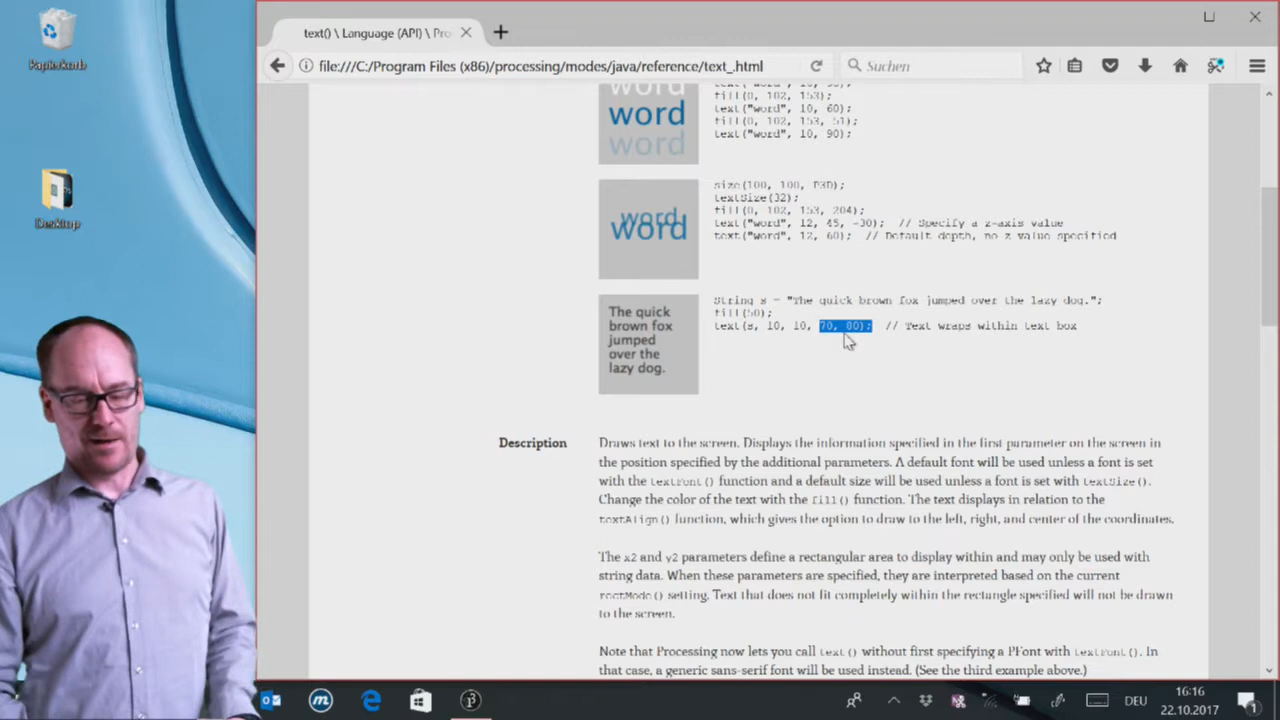 Papierkorb
Desktop
text() \ Language (API) \ Pro
file:///C:/Program Files (x86)/processing/modes/java/reference/text_.html
Suchen
word
word
word
fill(0, 102, 153);
text("word", 10, 60);
fill(0, 102, 153, 51);
text("word", 10, 90);
word
word
size(100, 100, P3D);
textSize(32);
fill(0, 102, 153, 204);
text("word", 12, 45, -30);  // Specify a z-axis value
text("word", 12, 60);  // Default depth, no z value specified
The quick
brown fox
jumped
over the
lazy dog.
String s = "The quick brown fox jumped over the lazy dog.";
fill(50);
text(s, 10, 10, 70, 80);  // Text wraps within text box
Description
Draws text to the screen. Displays the information specified in the first parameter on the screen in
the position specified by the additional parameters. A default font will be used unless a font is set
with the textFont() function and a default size will be used unless a font is set with textSize().
Change the color of the text with the fill() function. The text displays in relation to the
textAlign() function, which gives the option to draw to the left, right, and center of the coordinates.
The x2 and y2 parameters define a rectangular area to display within and may only be used with
string data. When these parameters are specified, they are interpreted based on the current
rectMode() setting. Text that does not fit completely within the rectangle specified will not be drawn
to the screen.
Note that Processing now lets you call text() without first specifying a PFont with textFont(). In
that case, a generic sans-serif font will be used instead. (See the third example above.)
DEU
16:16
22.10.2017
1